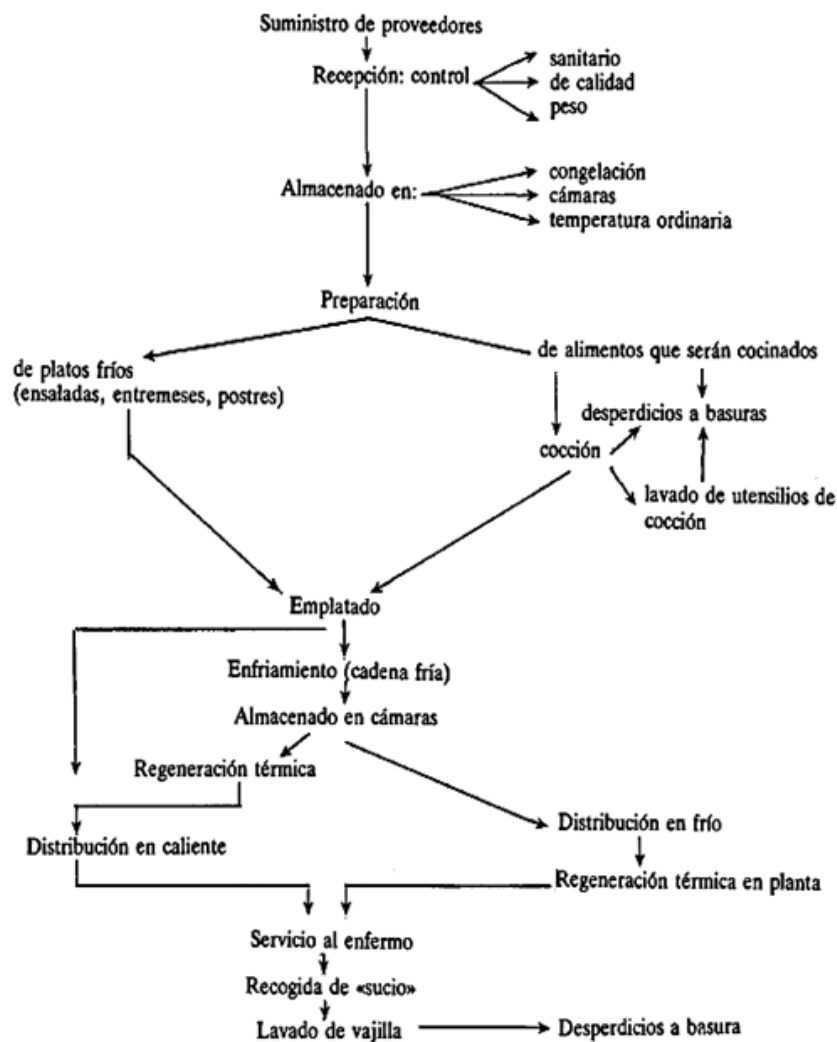 Suministro de proveedores
Recepción: control
sanitario
de calidad
peso
Almacenado en:
congelación
cámaras
temperatura ordinaria
Preparación
de platos fríos
(ensaladas, entremeses, postres)
de alimentos que serán cocinados
desperdicios a basuras
cocción
lavado de utensilios de
cocción
Emplatado
Enfriamiento (cadena fría)
Almacenado en cámaras
Regeneración térmica
Distribución en caliente
Distribución en frío
Regeneración térmica en planta
Servicio al enfermo
Recogida de «sucio»
Lavado de vajilla
Desperdicios a basura